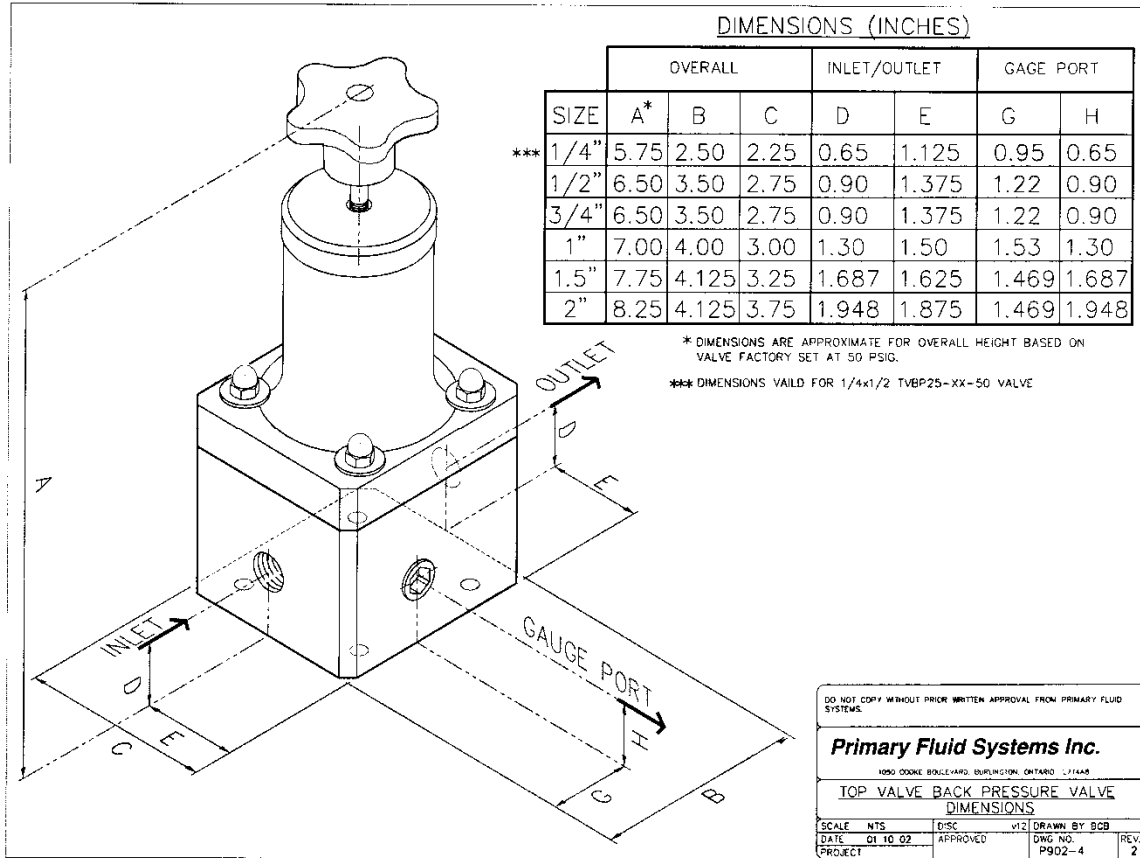 DIMENSIONS (INCHES)
OVERALL INLET/OUTLET GAGE PORT
SIZE A* B C D E G H
*** 1/4" 5.75 2.50 2.25 0.65 1.125 0.95 0.65
1/2" 6.50 3.50 2.75 0.90 1.375 1.22 0.90
3/4" 6.50 3.50 2.75 0.90 1.375 1.22 0.90
1" 7.00 4.00 3.00 1.30 1.50 1.53 1.30
1.5" 7.75 4.125 3.25 1.687 1.625 1.469 1.687
2" 8.25 4.125 3.75 1.948 1.875 1.469 1.948
* DIMENSIONS ARE APPROXIMATE FOR OVERALL HEIGHT BASED ON
VALVE FACTORY SET AT 50 PSIG.
*** DIMENSIONS VAILD FOR 1/4x1/2 TVBP25-XX-50 VALVE
OUTLET
D
E
A
INLET
D
E
C
GAUGE PORT
H
G
B
DO NOT COPY WITHOUT PRIOR WRITTEN APPROVAL FROM PRIMARY FLUID
SYSTEMS.
Primary Fluid Systems Inc.
1050 COOKE BOULEVARD, BURLINGTON, ONTARIO
TOP VALVE BACK PRESSURE VALVE
DIMENSIONS
SCALE NTS DISC v12 DRAWN BY BCB
DATE 01 10 02 APPROVED DWG NO. REV.
PROJECT P902-4 2